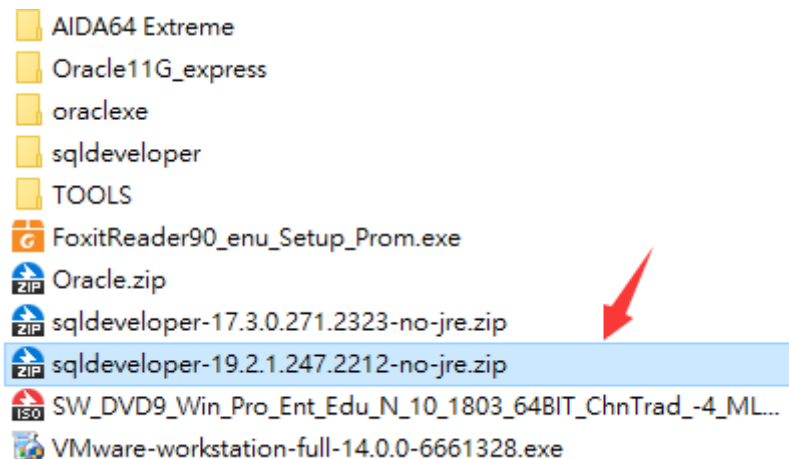 AIDA64 Extreme
Oracle11G_express
oraclexe
sqldeveloper
TOOLS
FoxitReader90_enu_Setup_Prom.exe
Oracle.zip
sqldeveloper-17.3.0.271.2323-no-jre.zip
sqldeveloper-19.2.1.247.2212-no-jre.zip
SW_DVD9_Win_Pro_Ent_Edu_N_10_1803_64BIT_ChnTrad_-4_ML...
VMware-workstation-full-14.0.0-6661328.exe